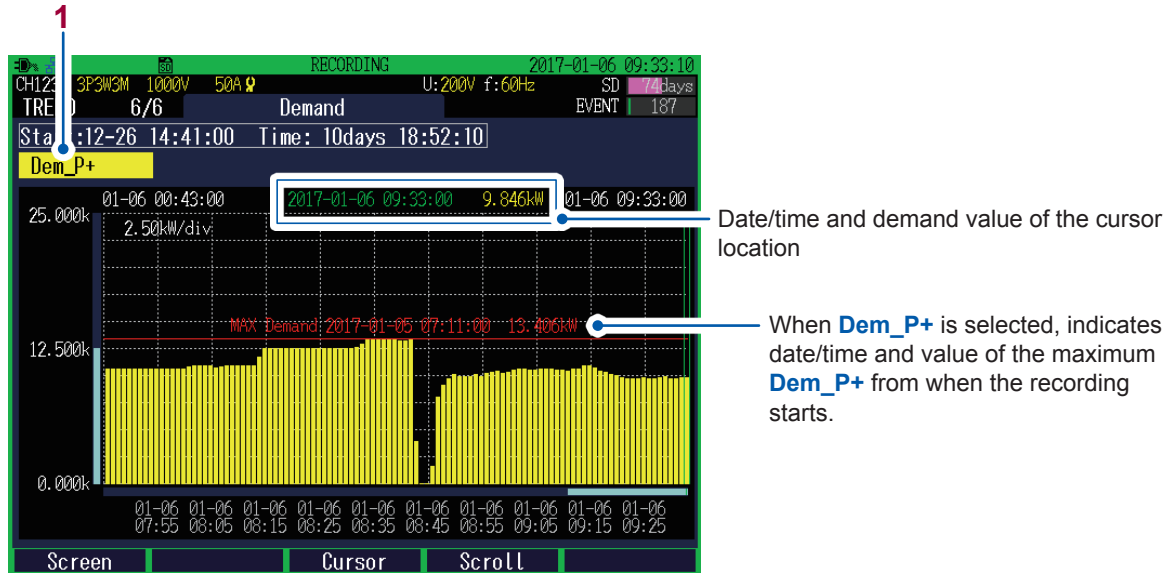 1
RECORDING 2017-01-06 09:33:10
CH123 3P3W3M 1000V 50A U:200V f:60Hz SD 74days
TREND 6/6 Demand EVENT 187
:12-26 14:41:00 Time: 10days 18:52:10
Dem_P+
01-06 00:43:00 2017-01-06 09:33:00 9.846kW 01-06 09:33:00
25.000k
2.50kW/div
Date/time and demand value of the cursor
location
MAX Demand 2017-01-05 07:11:00 13.406kW
When Dem_P+ is selected, indicates
date/time and value of the maximum
Dem_P+ from when the recording
starts.
12.500k
0.000k
01-06 01-06 01-06 01-06 01-06 01-06 01-06 01-06 01-06 01-06
07:55 08:05 08:15 08:25 08:35 08:45 08:55 09:05 09:15 09:25
Screen Cursor Scroll